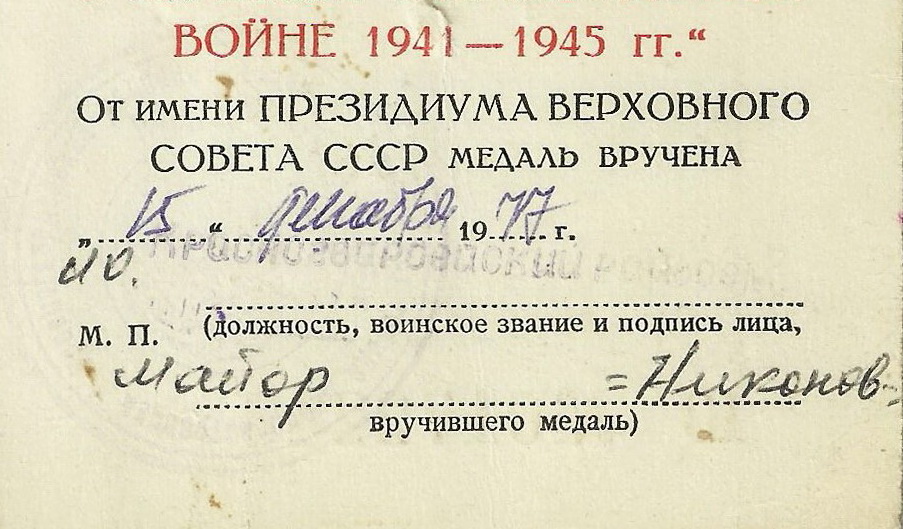 ВОЙНЕ 1941—1945 гг.“
От имени ПРЕЗИДИУМА ВЕРХОВНОГО
СОВЕТА СССР МЕДАЛЬ ВРУЧЕНА
„15“ декабря 1977 г.
М. П. (должность, воинское звание и подпись лица,
майор =Никонов=
вручившего медаль)